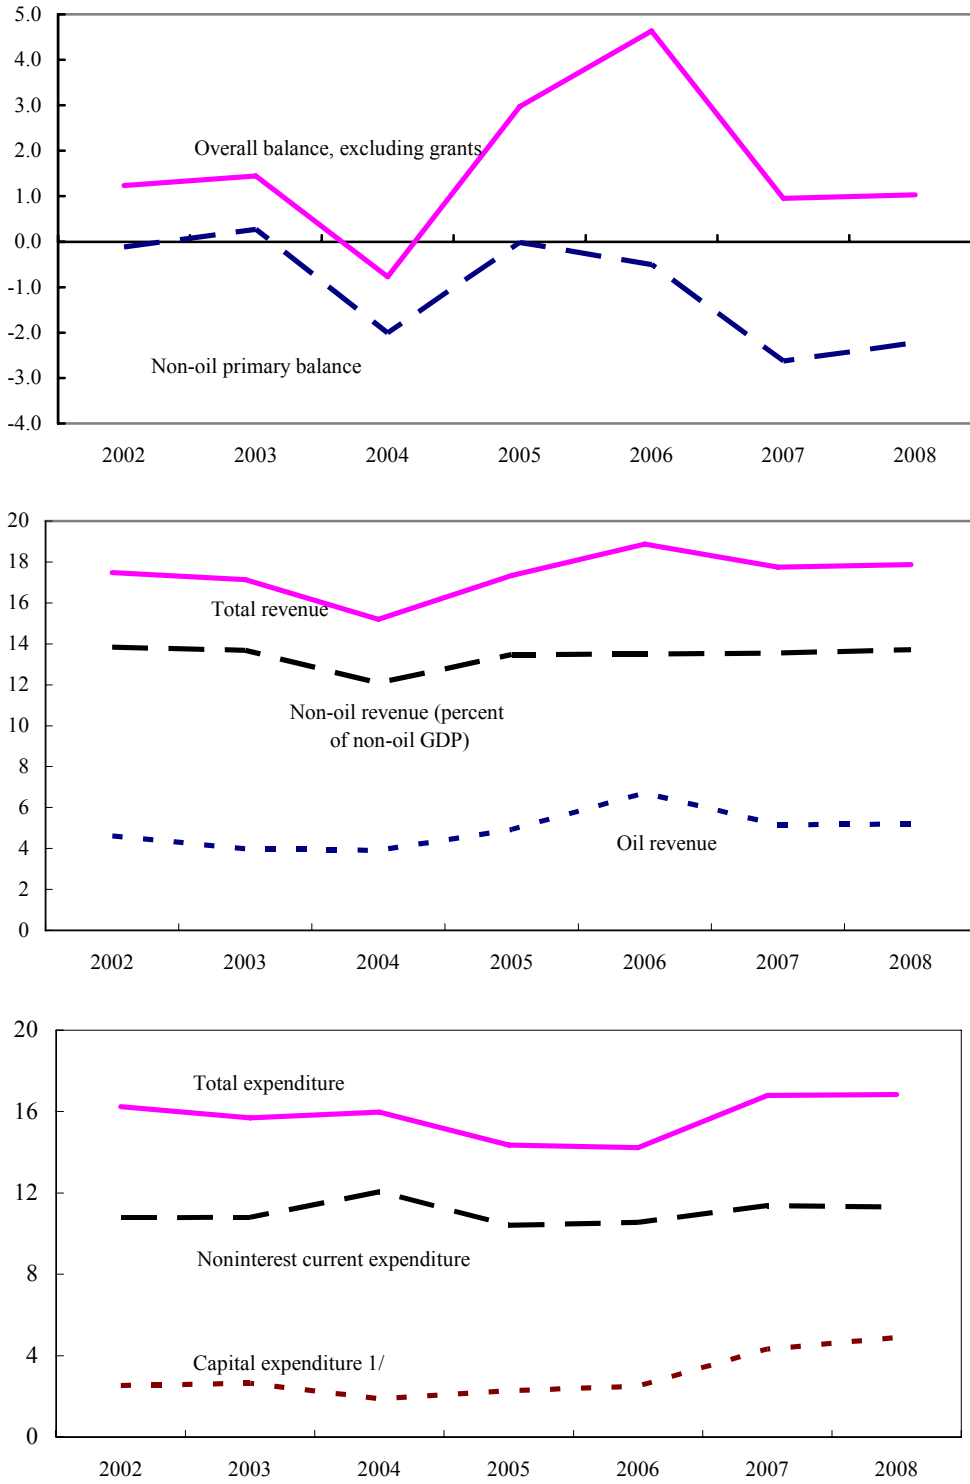 5.0
4.0
3.0
2.0
Overall balance, excluding grants
1.0
0.0
-1.0
-2.0
Non-oil primary balance
-3.0
-4.0
2002 2003 2004 2005 2006 2007 2008
20
18
16
Total revenue
14
12
Non-oil revenue (percent
of non-oil GDP)
10
8
6
Oil revenue
4
2
0
2002 2003 2004 2005 2006 2007 2008
20
Total expenditure
16
12
Noninterest current expenditure
8
4
Capital expenditure 1/
0
2002 2003 2004 2005 2006 2007 2008